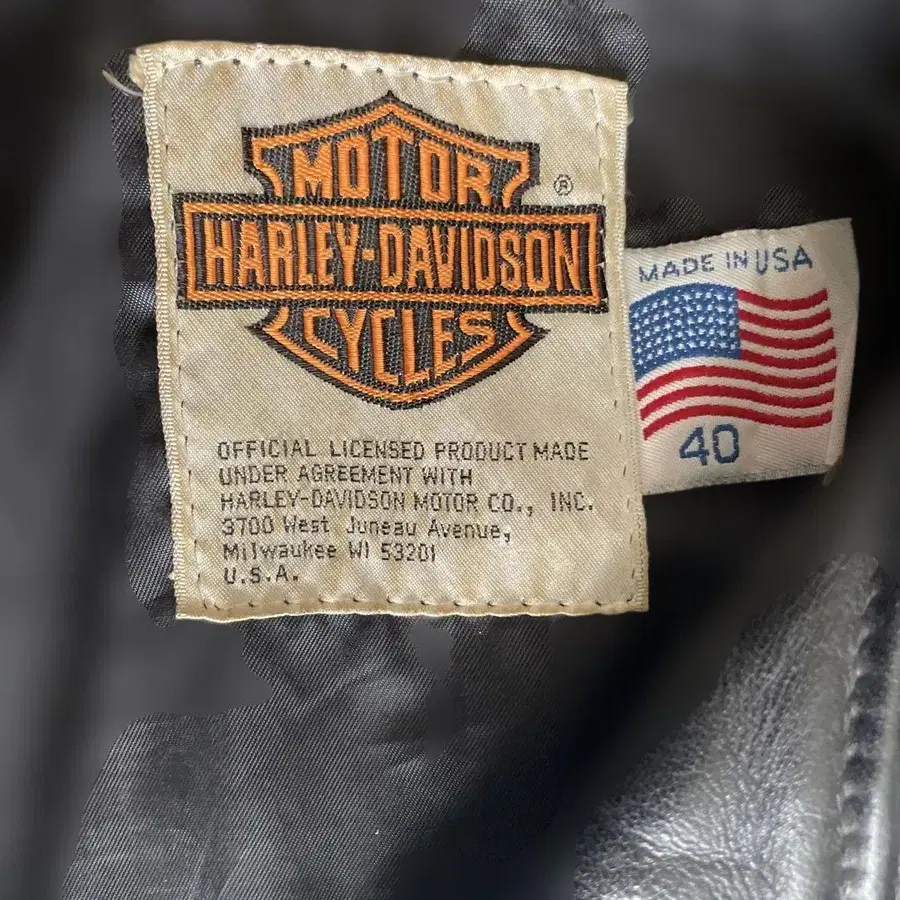 MOTOR
®
HARLEY-DAVIDSON
CYCLES
OFFICIAL LICENSED PRODUCT MADE
UNDER AGREEMENT WITH
HARLEY-DAVIDSON MOTOR CO., INC.
3700 West Juneau Avenue,
Milwaukee WI 53201
U.S.A.
MADE IN USA
40